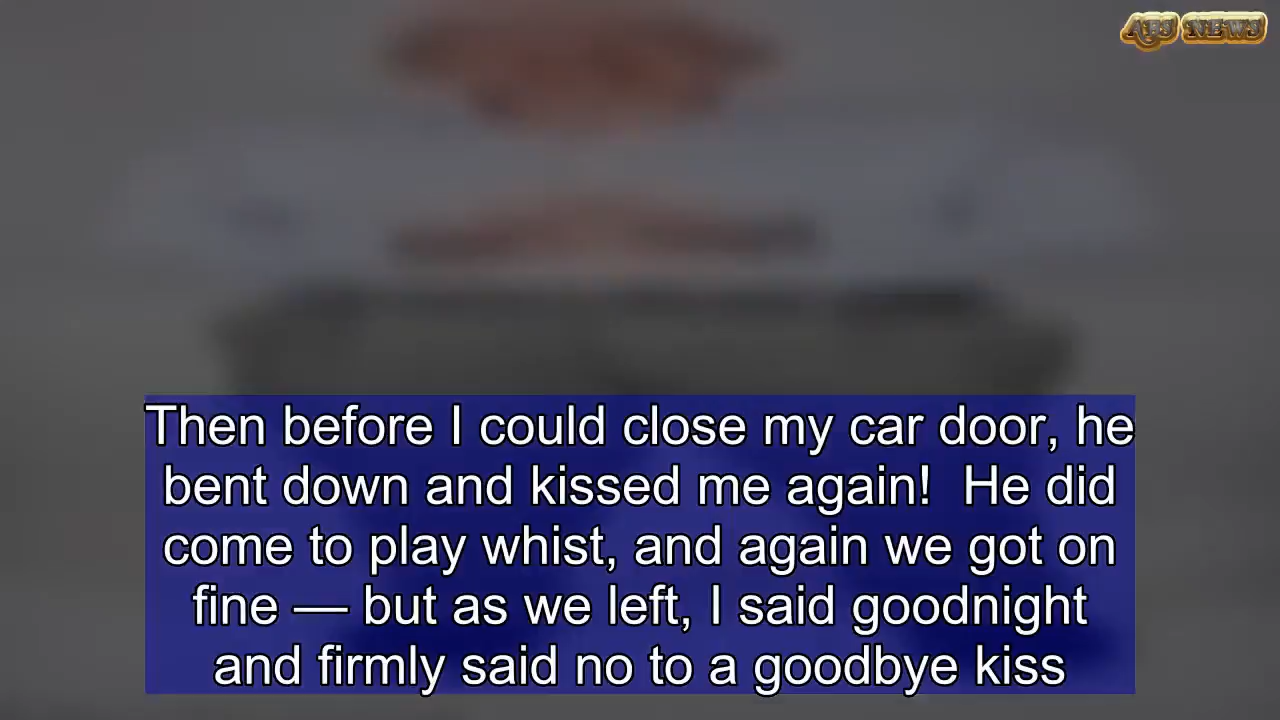 AFS NEWS
Then before I could close my car door, he
bent down and kissed me again!  He did
come to play whist, and again we got on
fine — but as we left, I said goodnight
and firmly said no to a goodbye kiss